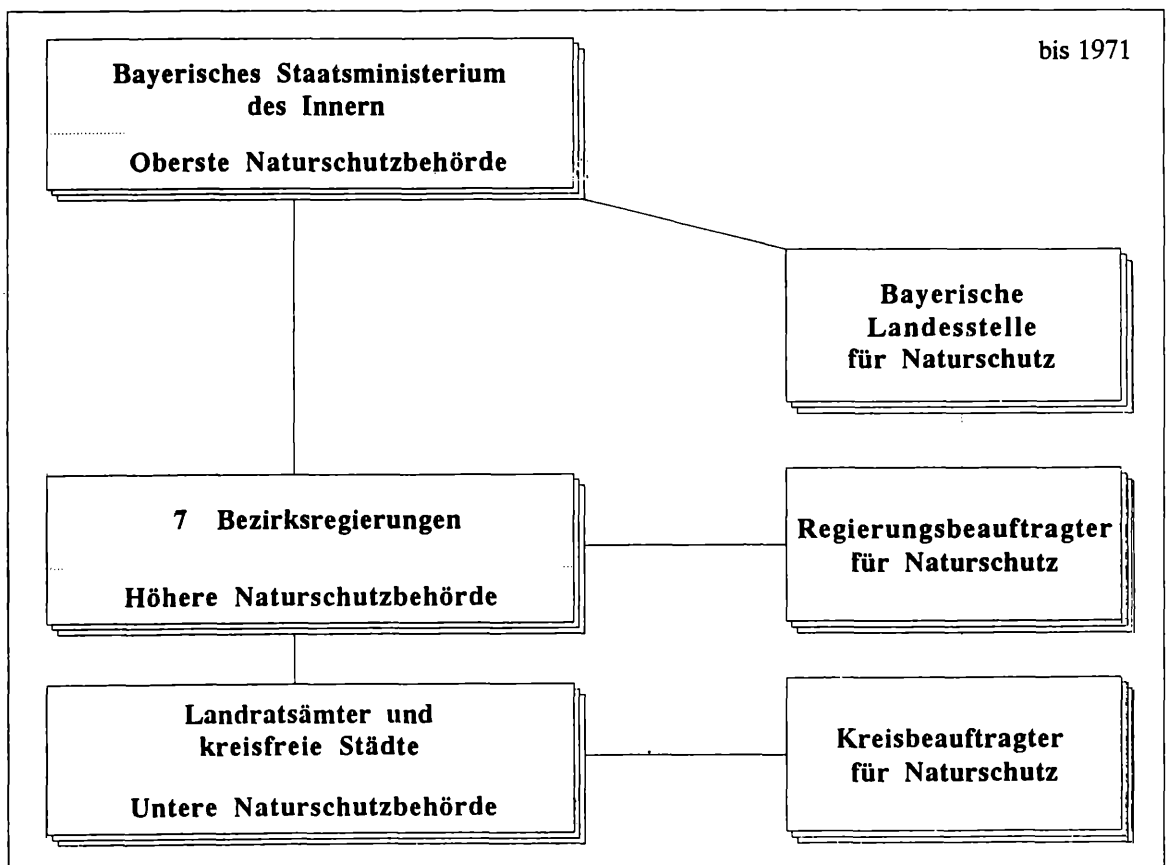 bis 1971
Bayerisches Staatsministerium
des Innern
Oberste Naturschutzbehörde
Bayerische
Landesstelle
für Naturschutz
7 Bezirksregierungen
Höhere Naturschutzbehörde
Regierungsbeauftragter
für Naturschutz
Landratsämter und
kreisfreie Städte
Untere Naturschutzbehörde
Kreisbeauftragter
für Naturschutz